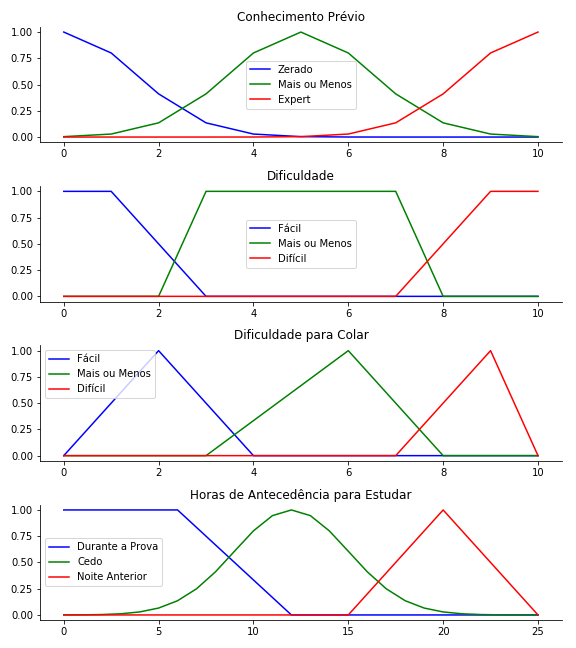 Conhecimento Prévio
1.00
0.75
0.50
0.25
0.00
Zerado
Mais ou Menos
Expert
0 2 4 6 8 10
Dificuldade
1.00
0.75
0.50
0.25
0.00
Fácil
Mais ou Menos
Difícil
0 2 4 6 8 10
Dificuldade para Colar
1.00
0.75
0.50
0.25
0.00
Fácil
Mais ou Menos
Difícil
0 2 4 6 8 10
Horas de Antecedência para Estudar
1.00
0.75
0.50
0.25
0.00
Durante a Prova
Cedo
Noite Anterior
0 5 10 15 20 25